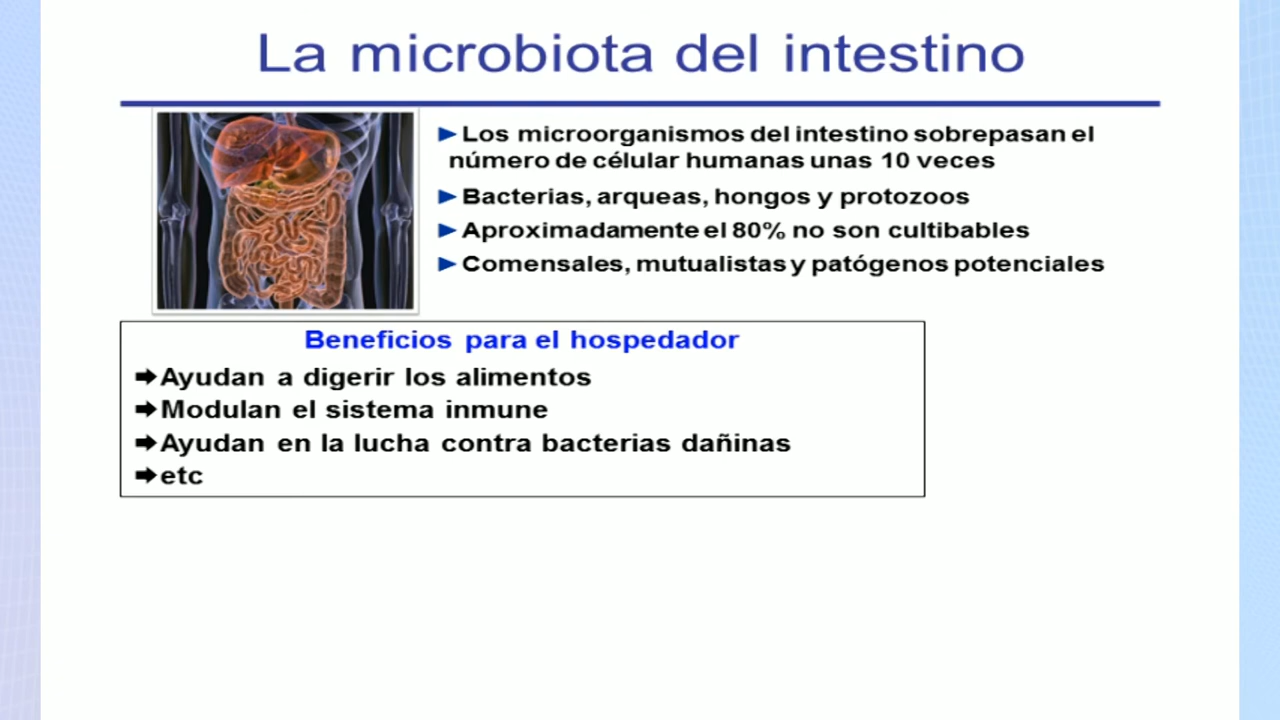 La microbiota del intestino
►Los microorganismos del intestino sobrepasan el
número de célular humanas unas 10 veces
►Bacterias, arqueas, hongos y protozoos
►Aproximadamente el 80% no son cultibables
►Comensales, mutualistas y patógenos potenciales
Beneficios para el hospedador
➡Ayudan a digerir los alimentos
➡Modulan el sistema inmune
➡Ayudan en la lucha contra bacterias dañinas
➡etc